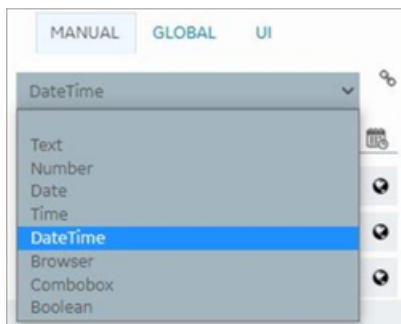 MANUAL GLOBAL UI
DateTime
Text
Number
Date
Time
DateTime
Browser
Combobox
Boolean